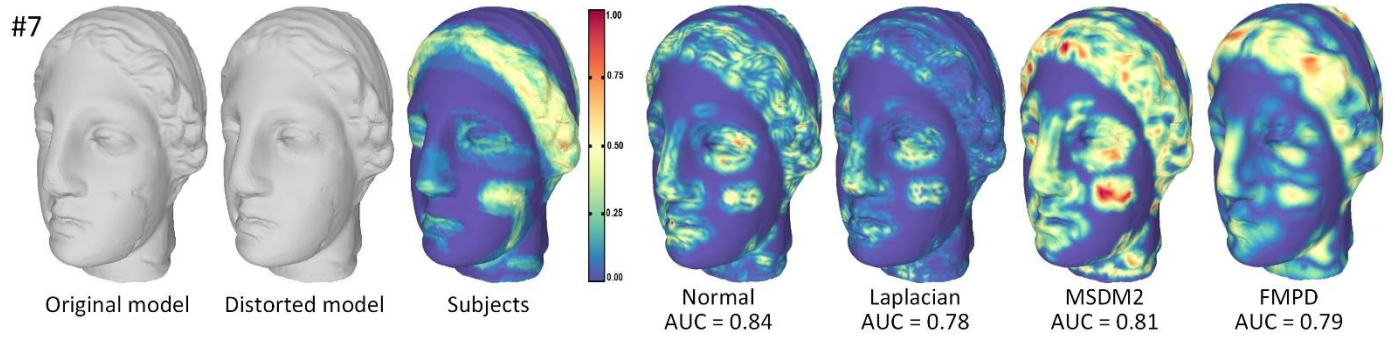 #7
1.00
0.75
0.50
0.25
0.00
Original model
Distorted model
Subjects
Normal
AUC = 0.84
Laplacian
AUC = 0.78
MSDM2
AUC = 0.81
FMPD
AUC = 0.79